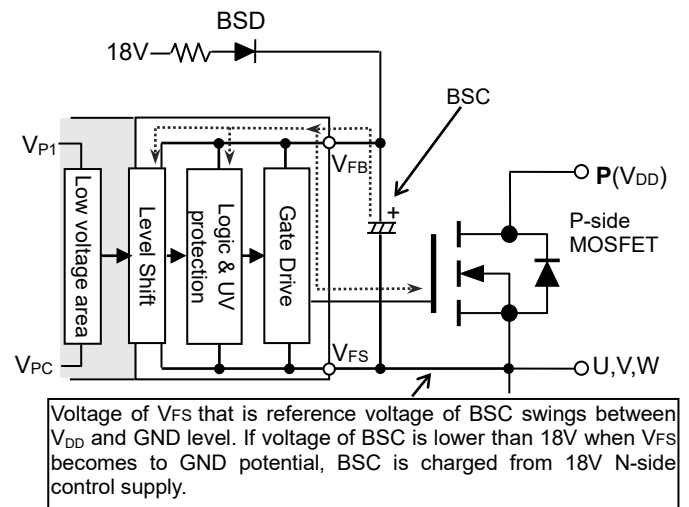 BSD
18V
BSC
VP1
VFB
P(VDD)
Low voltage area
Level Shift
Logic & UV
protection
Gate Drive
+
P-side
MOSFET
VPC
VFS
U,V,W
Voltage of VFS that is reference voltage of BSC swings between
VDD and GND level. If voltage of BSC is lower than 18V when VFS
becomes to GND potential, BSC is charged from 18V N-side
control supply.